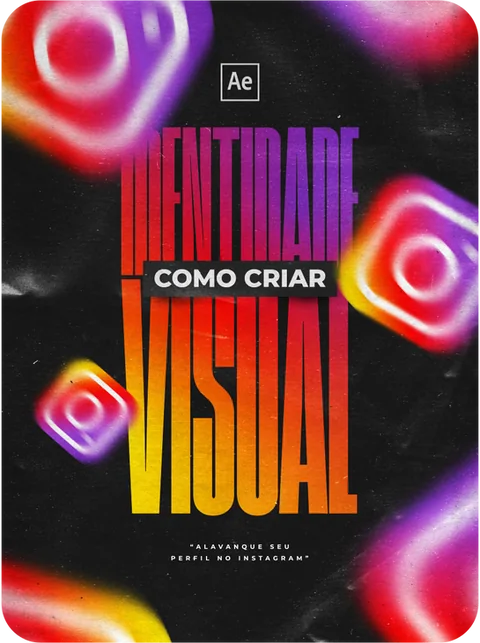 Ae
IDENTIDADE
COMO CRIAR
VISUAL
“ALAVANQUE SEU
PERFIL NO INSTAGRAM”